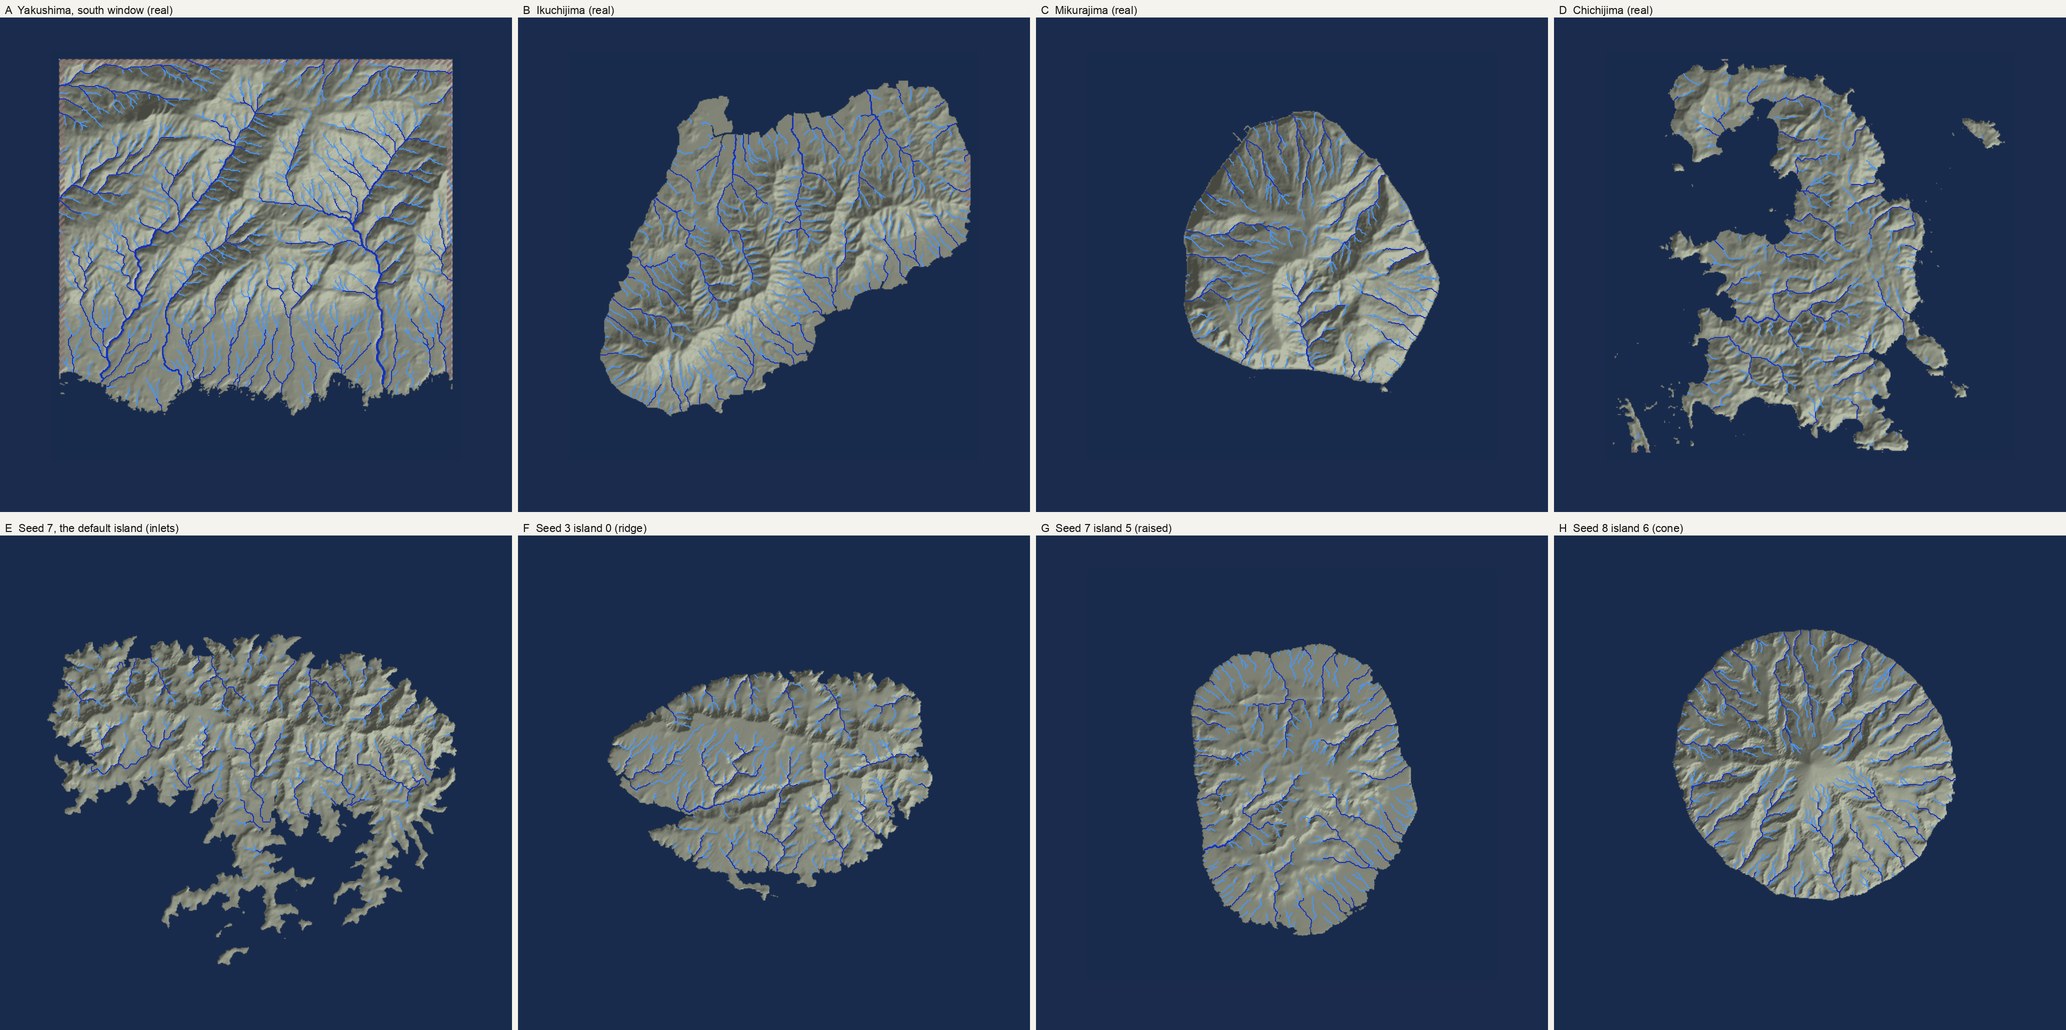 A Yakushima, south window (real)
B Ikuchijima (real)
C Mikurajima (real)
D Chichijima (real)
E Seed 7, the default island (inlets)
F Seed 3 island 0 (ridge)
G Seed 7 island 5 (raised)
H Seed 8 island 6 (cone)